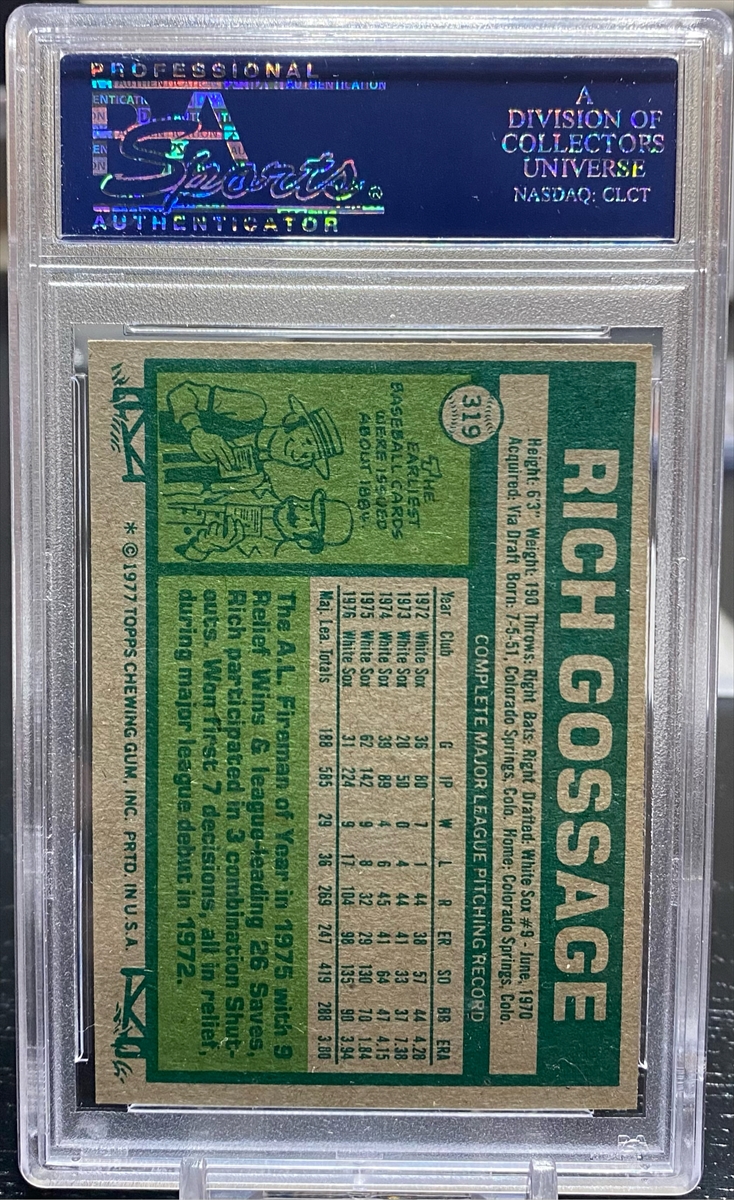 PROFESSIONAL
Sports
AUTHENTICATOR
A
DIVISION OF
COLLECTORS
UNIVERSE
NASDAQ: CLCT
RICH GOSSAGE
319
Height: 6'3" Weight: 190 Throws: Right Bats: Right Drafted: White Sox #9 - June, 1970
Acquired: Via Draft Born: 7-5-51, Colorado Springs, Colo. Home: Colorado Springs, Colo.
COMPLETE MAJOR LEAGUE PITCHING RECORD
Year Club G IP W L R ER SO BB ERA
1972 White Sox 36 80 7 1 44 38 57 44 4.28
1973 White Sox 20 50 0 4 44 41 33 37 7.38
1974 White Sox 39 89 4 6 45 41 64 47 4.15
1975 White Sox 62 142 9 8 32 29 130 70 1.84
1976 White Sox 31 224 9 17 104 98 135 90 3.94
Maj. Lea. Totals 188 585 29 36 269 247 419 288 3.80
THE
EARLIEST
BASEBALL CARDS
WERE ISSUED
ABOUT 1884
The A.L. Fireman of Year in 1975 with 9
Relief Wins & league-leading 26 Saves,
Rich participated in 3 combination Shut-
outs. Won first 7 decisions, all in relief,
during major league debut in 1972.
* © 1977 TOPPS CHEWING GUM, INC. PRTD. IN U.S.A.